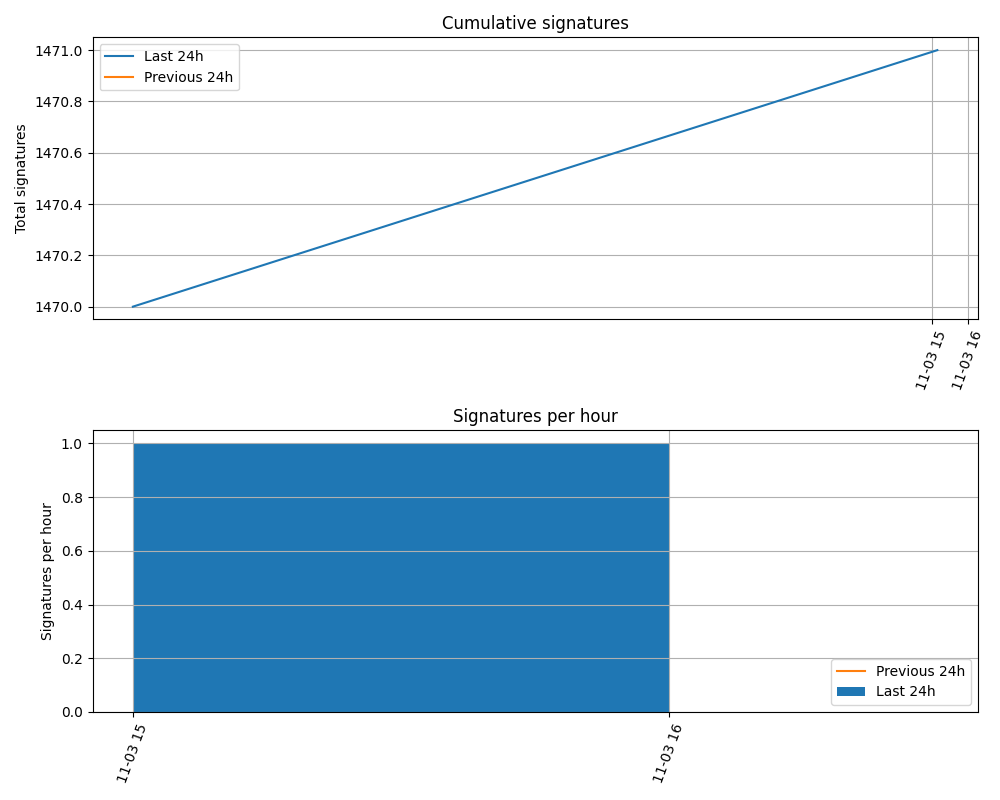 Cumulative signatures
1471.0
1470.8
1470.6
1470.4
1470.2
1470.0
Total signatures
Last 24h
Previous 24h
11-03 15
11-03 16
Signatures per hour
1.0
0.8
0.6
0.4
0.2
0.0
Signatures per hour
Previous 24h
Last 24h
11-03 15
11-03 16